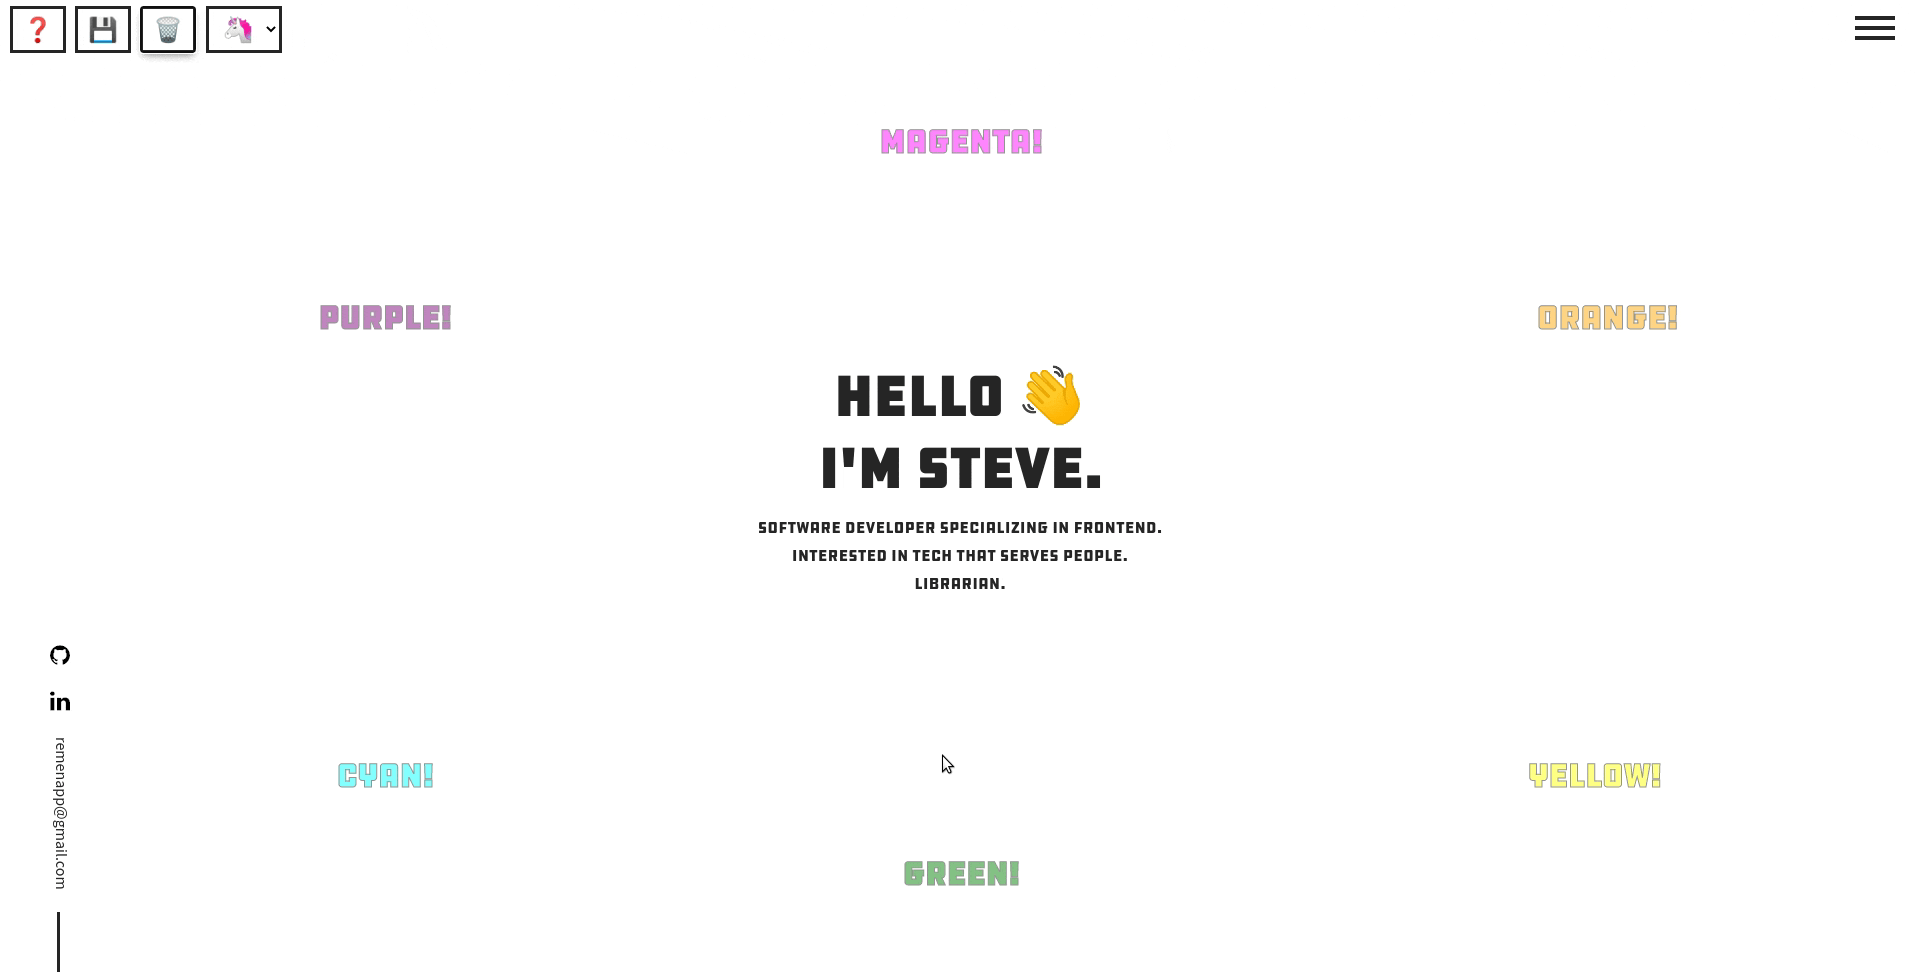 MAGENTA!
PURPLE!
ORANGE!
HELLO 👋
I'M STEVE.
SOFTWARE DEVELOPER SPECIALIZING IN FRONTEND.
INTERESTED IN TECH THAT SERVES PEOPLE.
LIBRARIAN.
in
remenapp@gmail.com
CYAN!
YELLOW!
GREEN!